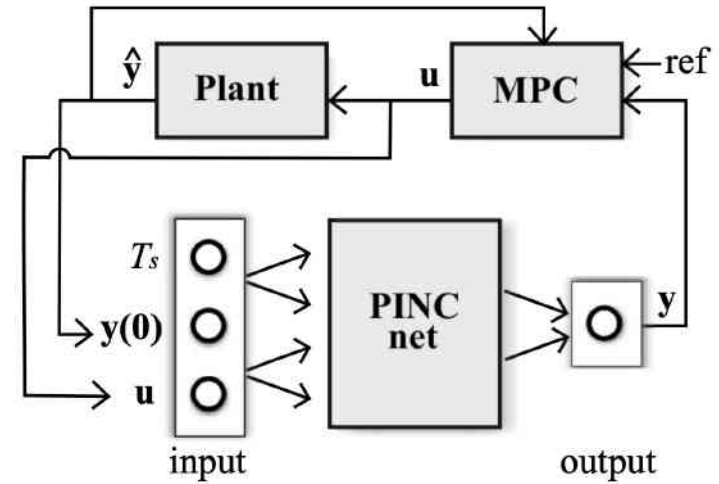 ŷ
Plant
u
MPC
ref
Ts
y(0)
u
PINC
net
y
input
output